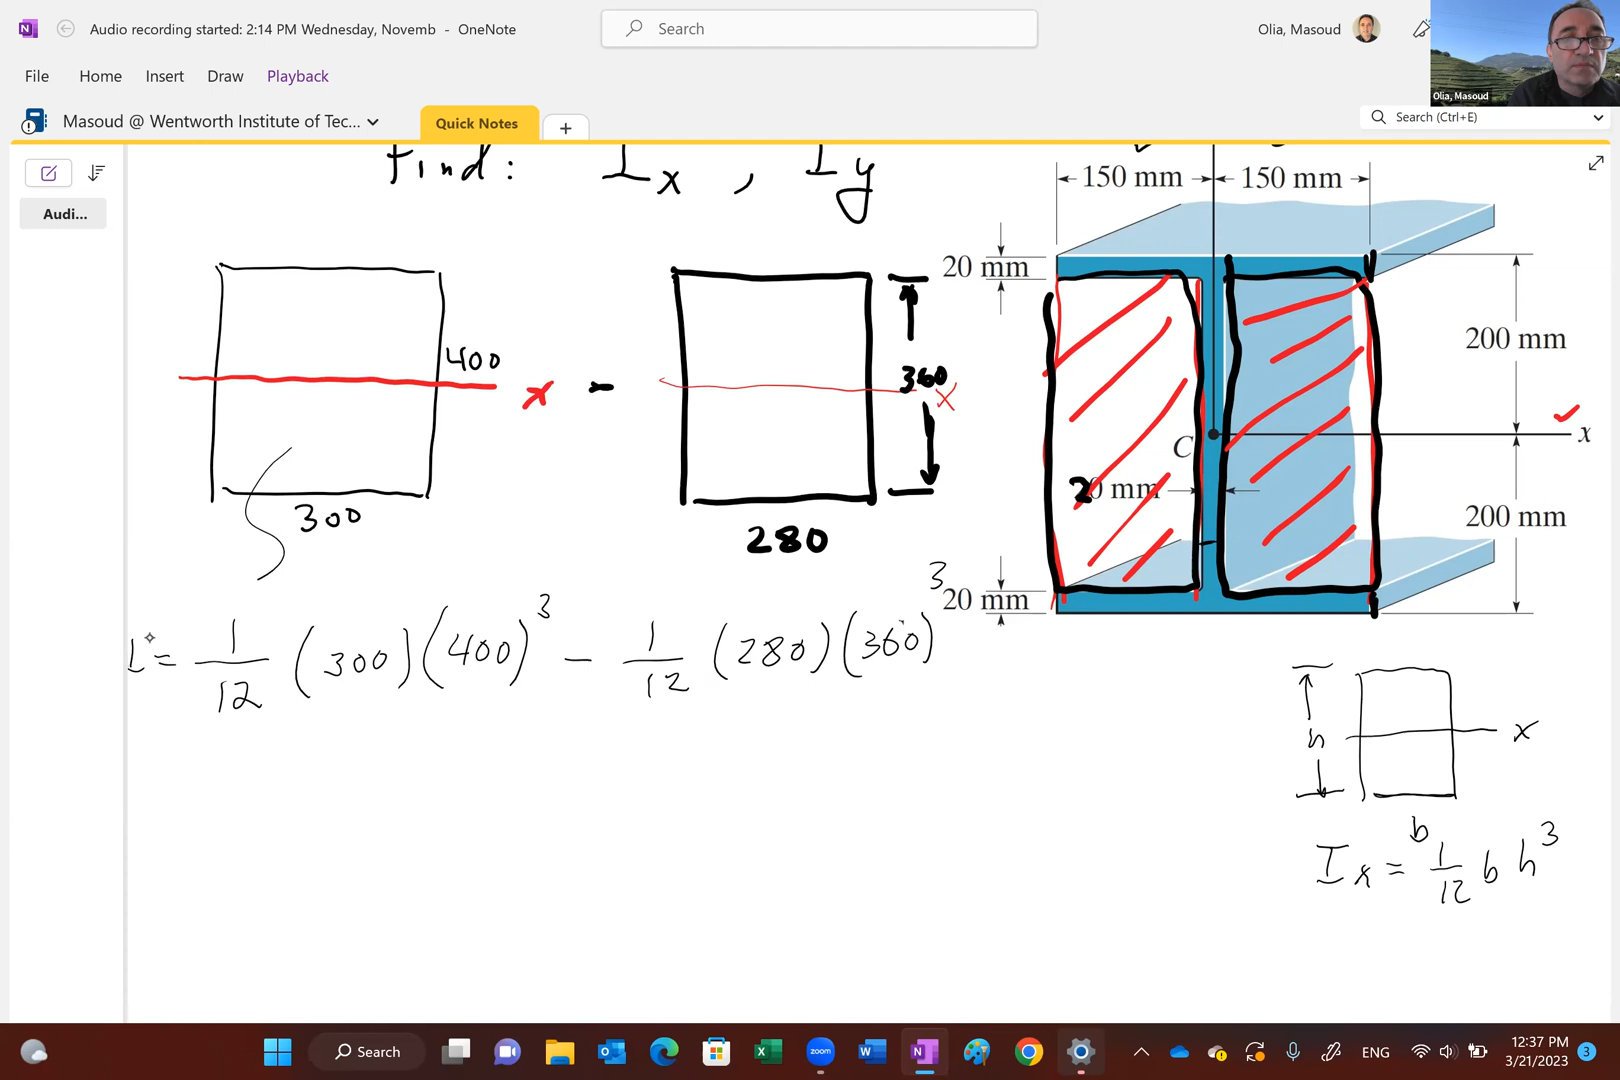 Audio recording started: 2:14 PM Wednesday, Novemb - OneNote
Search
Olia, Masoud
Olia, Masoud
File Home Insert Draw Playback
Masoud @ Wentworth Institute of Tec...
Quick Notes
+
Search (Ctrl+E)
Audi...
Find: Ix , Iy
150 mm 150 mm
20 mm
400
x
-
360
x
200 mm
C
x
20 mm
300
280
200 mm
20 mm
I = 1/12 (300)(400)^3 - 1/12 (280)(360)^3
h
x
b
Ix = 1/12 b h^3
Search
zoom
ENG
12:37 PM
3/21/2023
3